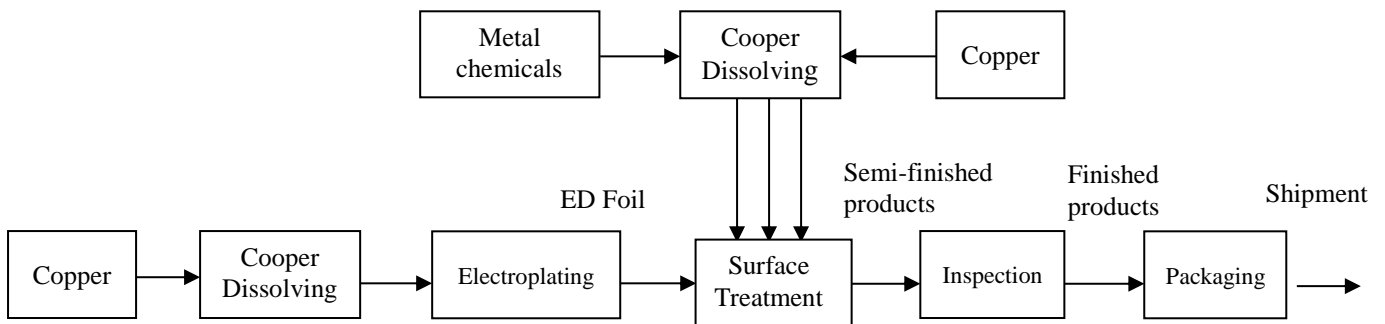 Metal
chemicals
Cooper
Dissolving
Copper
ED Foil
Semi-finished
products
Finished
products
Shipment
Copper
Cooper
Dissolving
Electroplating
Surface
Treatment
Inspection
Packaging